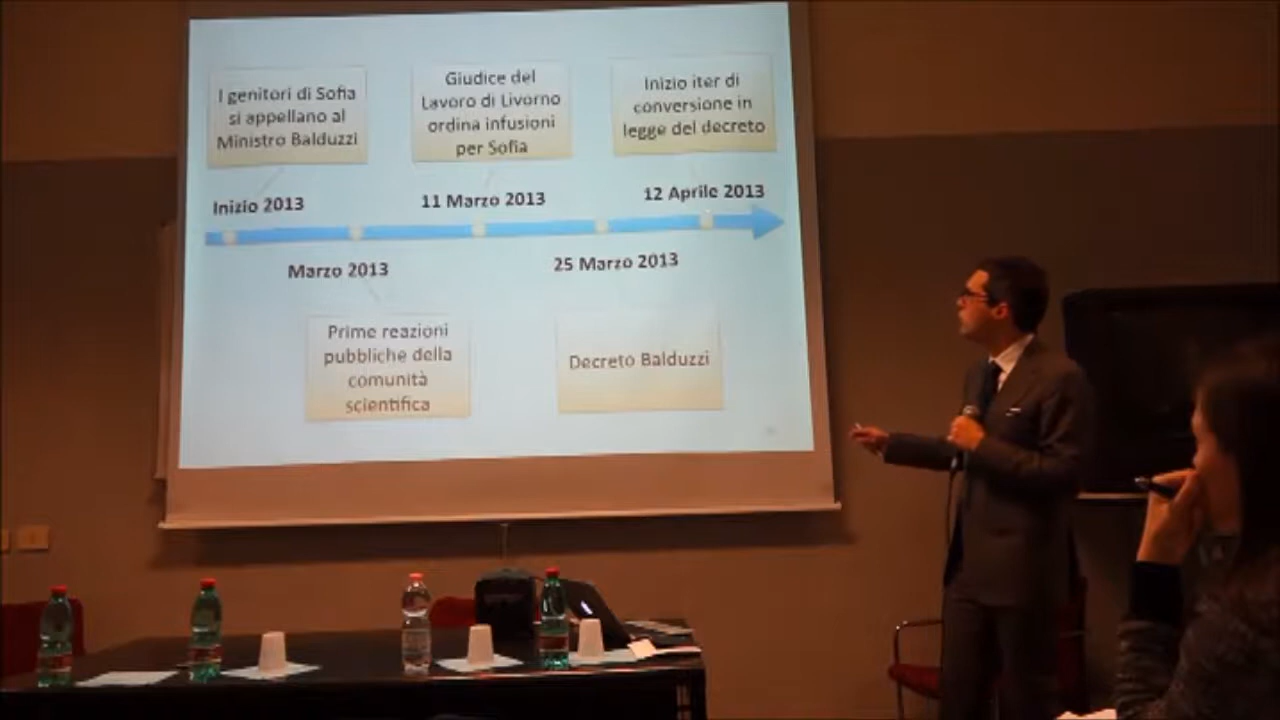 I genitori di Sofia
si appellano al
Ministro Balduzzi
Giudice del
Lavoro di Livorno
ordina infusioni
per Sofia
Inizio iter di
conversione in
legge del decreto
Inizio 2013
11 Marzo 2013
12 Aprile 2013
Marzo 2013
25 Marzo 2013
Prime reazioni
pubbliche della
comunità
scientifica
Decreto Balduzzi